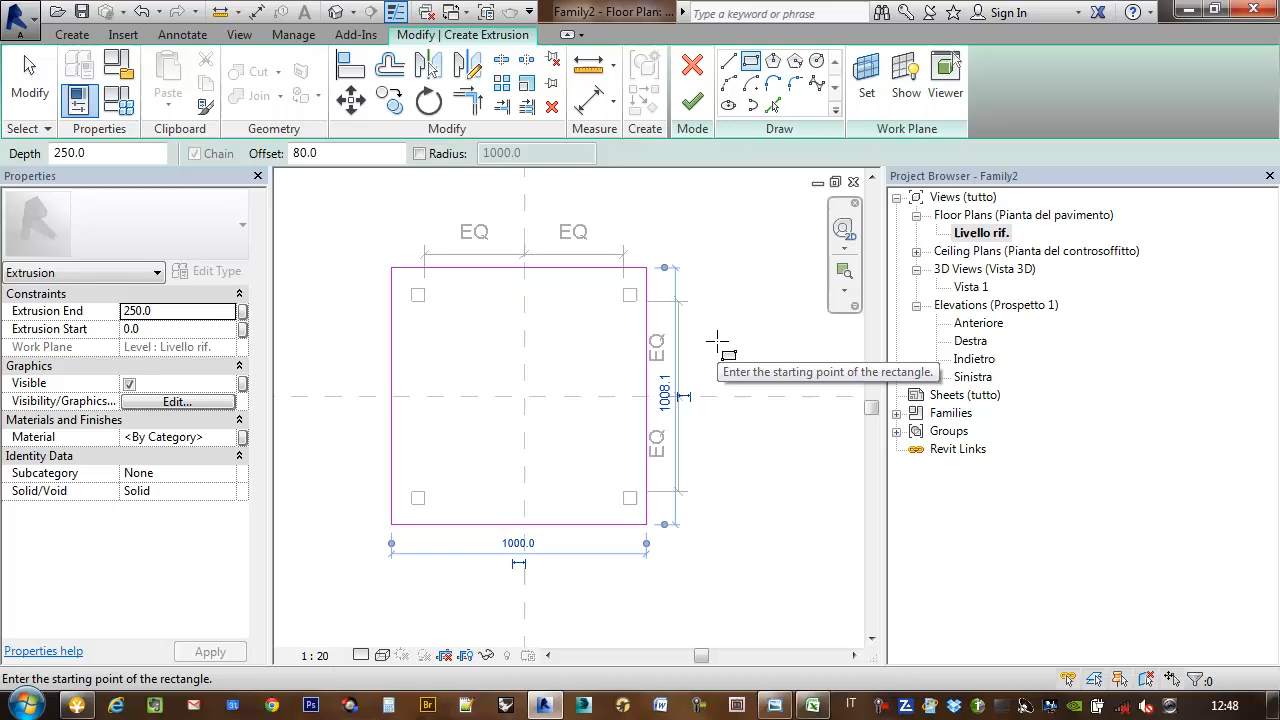 Family2 - Floor Plan: ...
Type a keyword or phrase
Sign In
Create
Insert
Annotate
View
Manage
Add-Ins
Modify | Create Extrusion
Modify
Paste
Cut
Join
Set
Show
Viewer
Select
Properties
Clipboard
Geometry
Modify
Measure
Create
Mode
Draw
Work Plane
Depth
250.0
Chain
Offset:
80.0
Radius:
1000.0
Properties
Project Browser - Family2
Extrusion
Edit Type
Constraints
Extrusion End
250.0
Extrusion Start
0.0
Work Plane
Level : Livello rif.
Graphics
Visible
Visibility/Graphics...
Edit...
Materials and Finishes
Material
<By Category>
Identity Data
Subcategory
None
Solid/Void
Solid
Properties help
Apply
EQ
EQ
EQ
1008.1
EQ
1000.0
2D
Enter the starting point of the rectangle.
1 : 20
Views (tutto)
Floor Plans (Pianta del pavimento)
Livello rif.
Ceiling Plans (Pianta del controsoffitto)
3D Views (Vista 3D)
Vista 1
Elevations (Prospetto 1)
Anteriore
Destra
Indietro
Sinistra
Sheets (tutto)
Families
Groups
Revit Links
Enter the starting point of the rectangle.
:0
Ps
Br
IT
12:48